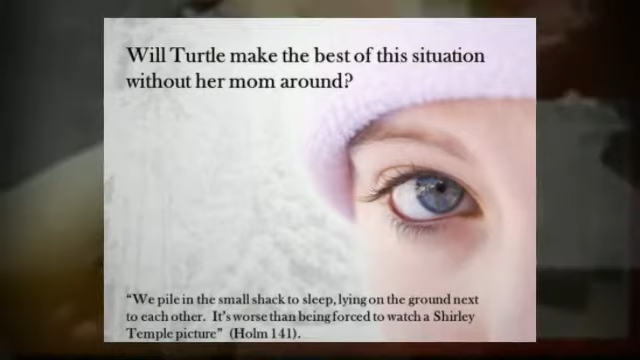 Will Turtle make the best of this situation
without her mom around?
“We pile in the small shack to sleep, lying on the ground next
to each other.  It’s worse than being forced to watch a Shirley
Temple picture”  (Holm 141).